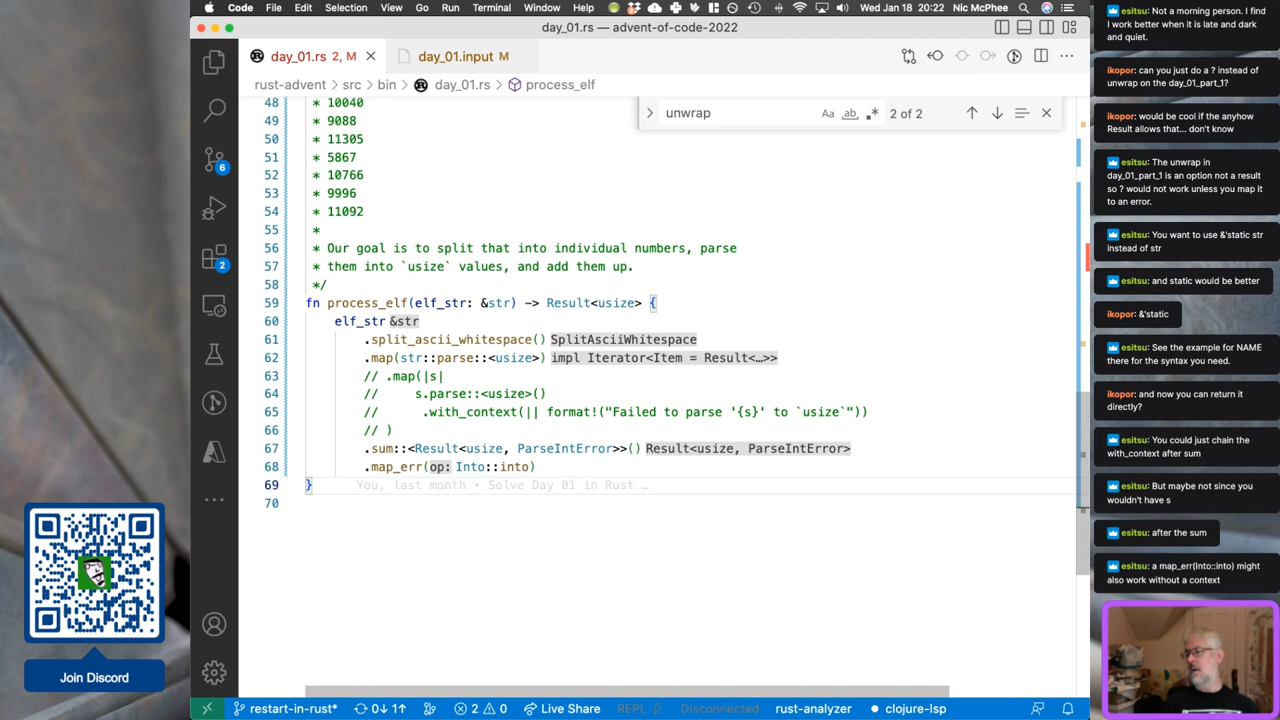 Code File Edit Selection View Go Run Terminal Window Help
Wed Jan 18 20:22 Nic McPhee
day_01.rs — advent-of-code-2022
day_01.rs 2, M
day_01.input M
rust-advent > src > bin > day_01.rs > process_elf
unwrap
Aa ab 2 of 2
48 * 10040
49 * 9088
50 * 11305
51 * 5867
52 * 10766
53 * 9996
54 * 11092
55 *
56 * Our goal is to split that into individual numbers, parse
57 * them into `usize` values, and add them up.
58 */
59 fn process_elf(elf_str: &str) -> Result<usize> {
60 elf_str &str
61 .split_ascii_whitespace() SplitAsciiWhitespace
62 .map(str::parse::<usize>) impl Iterator<Item = Result<…>>
63 // .map(|s|
64 // s.parse::<usize>()
65 // .with_context(|| format!("Failed to parse '{s}' to `usize`"))
66 // )
67 .sum::<Result<usize, ParseIntError>>() Result<usize, ParseIntError>
68 .map_err(op: Into::into)
69 } You, last month • Solve Day 01 in Rust …
70
6
2
Join Discord
restart-in-rust* 0↓ 1↑ 2 0 Live Share REPL Disconnected rust-analyzer clojure-lsp
esitsu: Not a morning person. I find
I work better when it is late and dark
and quiet.
ikopor: can you just do a ? instead of
unwrap on the day_01_part_1?
ikopor: would be cool if the anyhow
Result allows that... don't know
esitsu: The unwrap in
day_01_part_1 is an option not a result
so ? would not work unless you map it
to an error.
esitsu: You want to use &'static str
instead of str
esitsu: and static would be better
ikopor: &'static
esitsu: See the example for NAME
there for the syntax you need.
ikopor: and now you can return it
directly?
esitsu: You could just chain the
with_context after sum
esitsu: But maybe not since you
wouldn't have s
esitsu: after the sum
esitsu: a map_err(Into::into) might
also work without a context